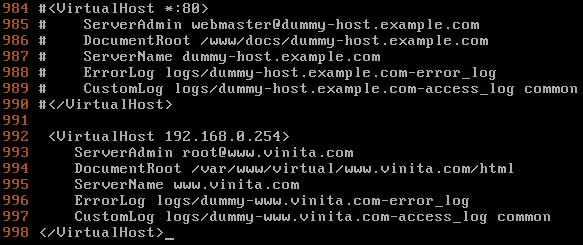 984 #<VirtualHost *:80>
985 #    ServerAdmin webmaster@dummy-host.example.com
986 #    DocumentRoot /www/docs/dummy-host.example.com
987 #    ServerName dummy-host.example.com
988 #    ErrorLog logs/dummy-host.example.com-error_log
989 #    CustomLog logs/dummy-host.example.com-access_log common
990 #</VirtualHost>
991
992  <VirtualHost 192.168.0.254>
993     ServerAdmin root@www.vinita.com
994     DocumentRoot /var/www/virtual/www.vinita.com/html
995     ServerName www.vinita.com
996     ErrorLog logs/dummy-www.vinita.com-error_log
997     CustomLog logs/dummy-www.vinita.com-access_log common
998 </VirtualHost>_